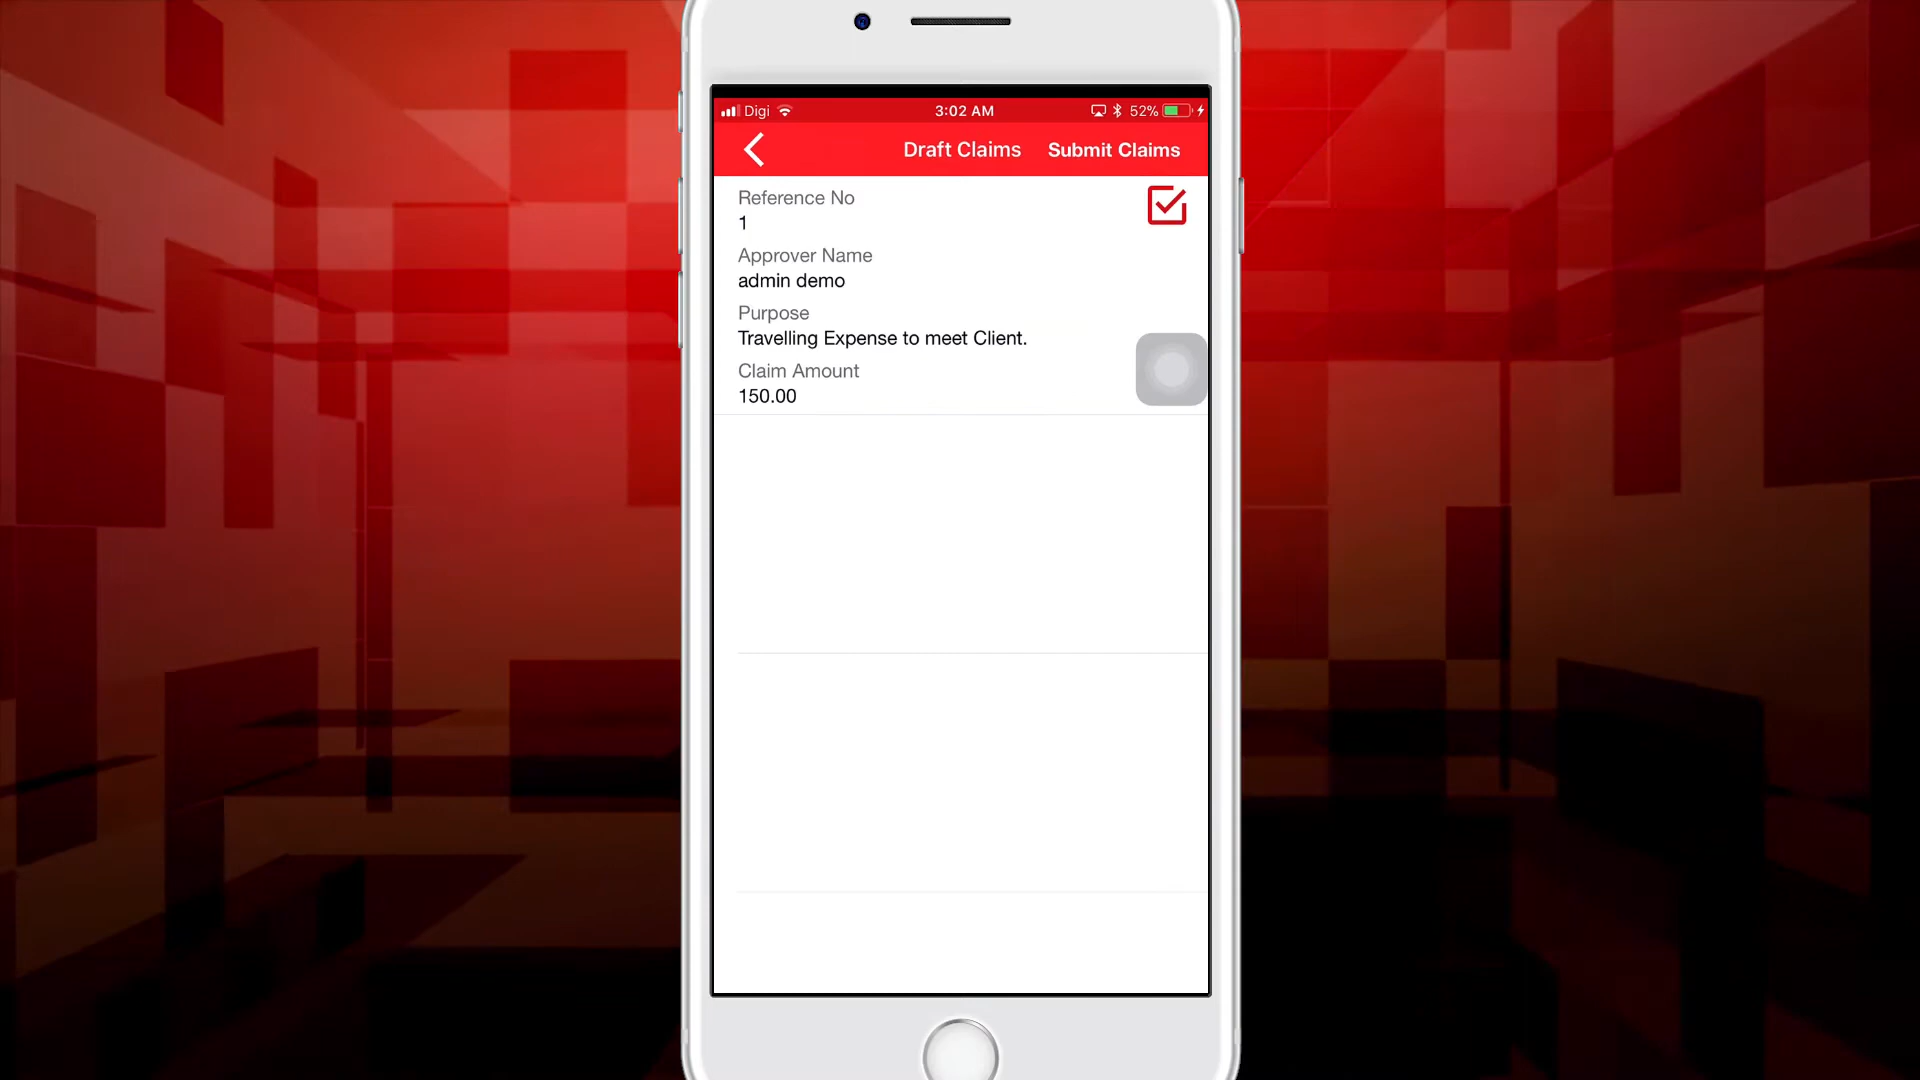 Digi 3:02 AM 52%
Draft Claims Submit Claims
Reference No
1
Approver Name
admin demo
Purpose
Travelling Expense to meet Client.
Claim Amount
150.00